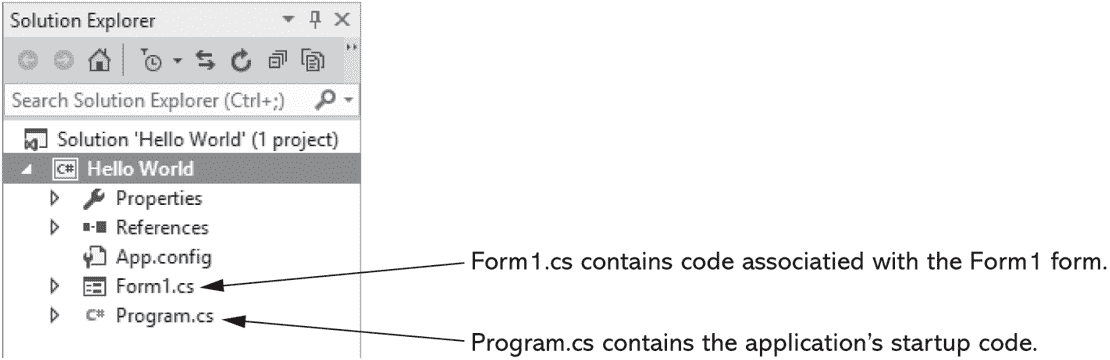 Solution Explorer
Search Solution Explorer (Ctrl+;)
Solution 'Hello World' (1 project)
C# Hello World
Properties
References
App.config
Form1.cs
C# Program.cs
Form1.cs contains code associatied with the Form1 form.
Program.cs contains the application’s startup code.